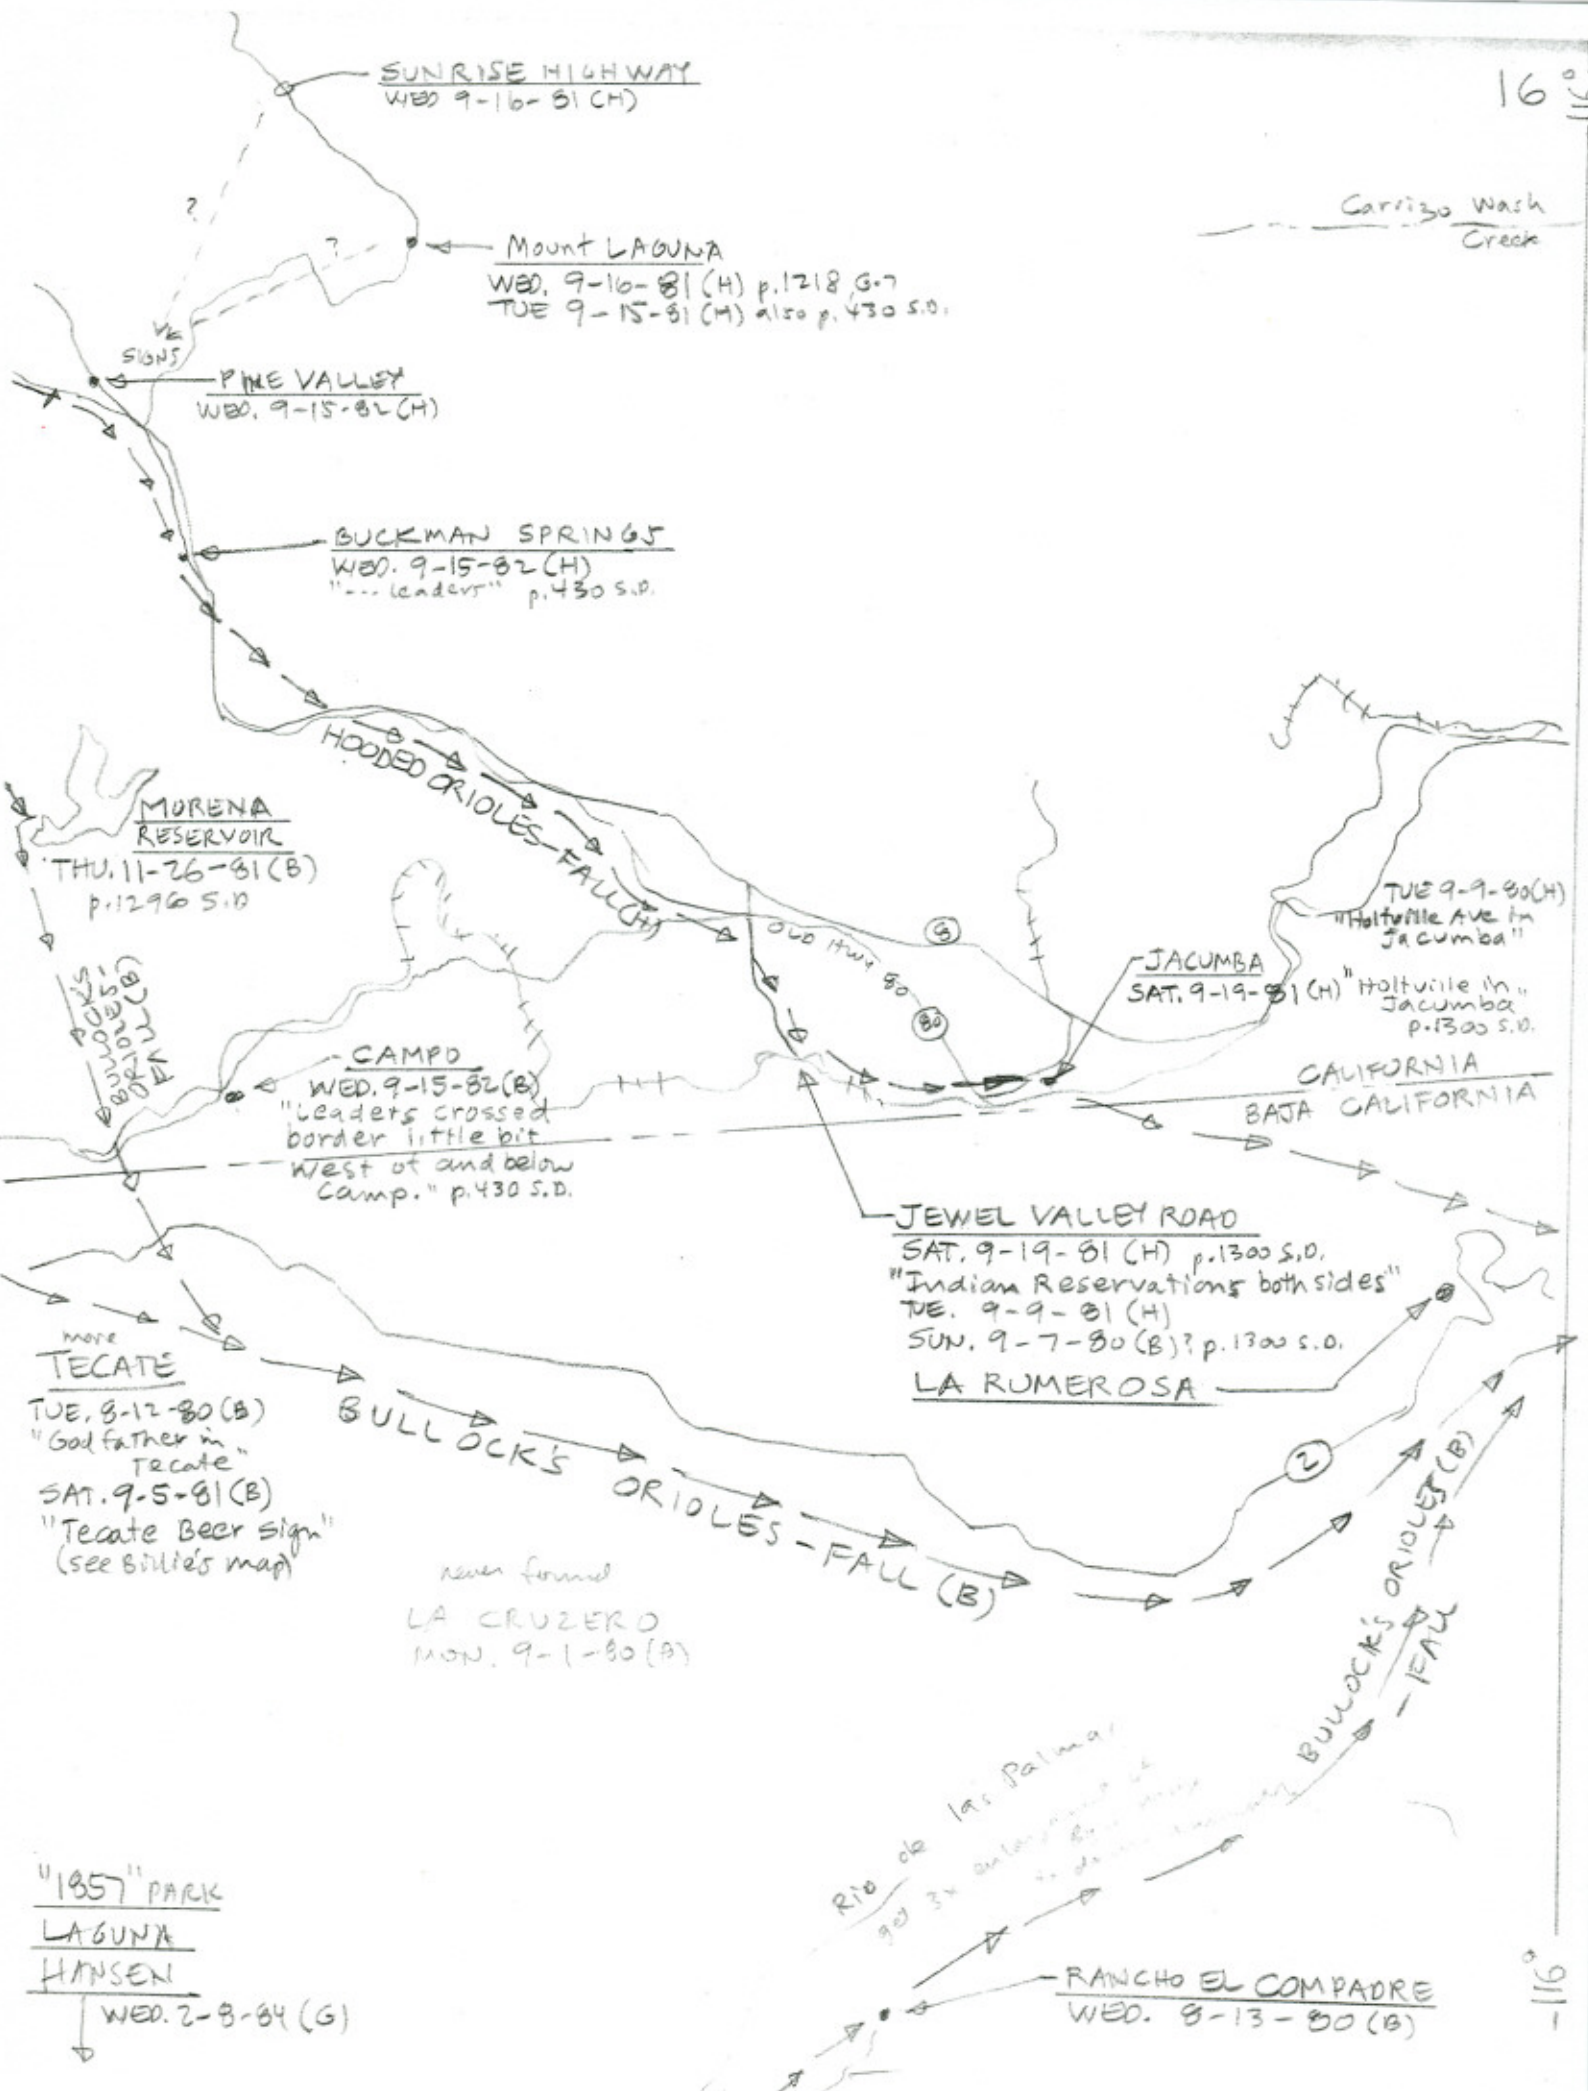 SUNRISE HIGHWAY
WED 9-16-81 (H)
16
Carrizo Wash
Creek
?
?
Mount LAGUNA
WED. 9-16-81 (H) p.1218 G.7
TUE 9-15-81 (H) also p. 430 S.D.
SIGNS
PINE VALLEY
WED. 9-15-82 (H)
BUCKMAN SPRINGS
WED. 9-15-82 (H)
"--- leaders" p.430 S.D.
HOODED ORIOLES - FALL (H)
MORENA
RESERVOIR
THU. 11-26-81 (B)
p.1296 S.D
TUE 9-9-80 (H)
"Holtville Ave in
Jacumba"
8
OLD HWY 80
80
JACUMBA
SAT. 9-19-81 (H) "Holtville in
Jacumba"
p.1300 S.D.
BULLOCK'S
ORIOLES-
FALL (B)
CAMPO
WED. 9-15-82 (B)
"Leaders crossed
border little bit
west of and below
Camp." p.430 S.D.
CALIFORNIA
BAJA CALIFORNIA
JEWEL VALLEY ROAD
SAT. 9-19-81 (H) p.1300 S.D.
"Indian Reservations both sides"
TUE. 9-9-81 (H)
SUN. 9-7-80 (B)? p.1300 S.D.
LA RUMEROSA
more
TECATE
TUE. 8-12-80 (B)
"Godfather in
Tecate"
SAT. 9-5-81 (B)
"Tecate Beer Sign"
(see Billie's map)
BULLOCK'S ORIOLES - FALL (B)
2
never found
LA CRUZERO
MON. 9-1-80 (B)
BULLOCK'S ORIOLES (B)
- FALL
Rio de las Palmas
"1857" PARK
LAGUNA
HANSEN
WED. 2-8-84 (G)
RANCHO EL COMPADRE
WED. 8-13-80 (B)
116°